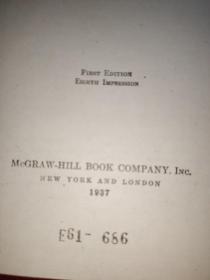 FIRST EDITION
EIGHTH IMPRESSION
McGRAW-HILL BOOK COMPANY, INC.
NEW YORK AND LONDON
1937
E61- 686